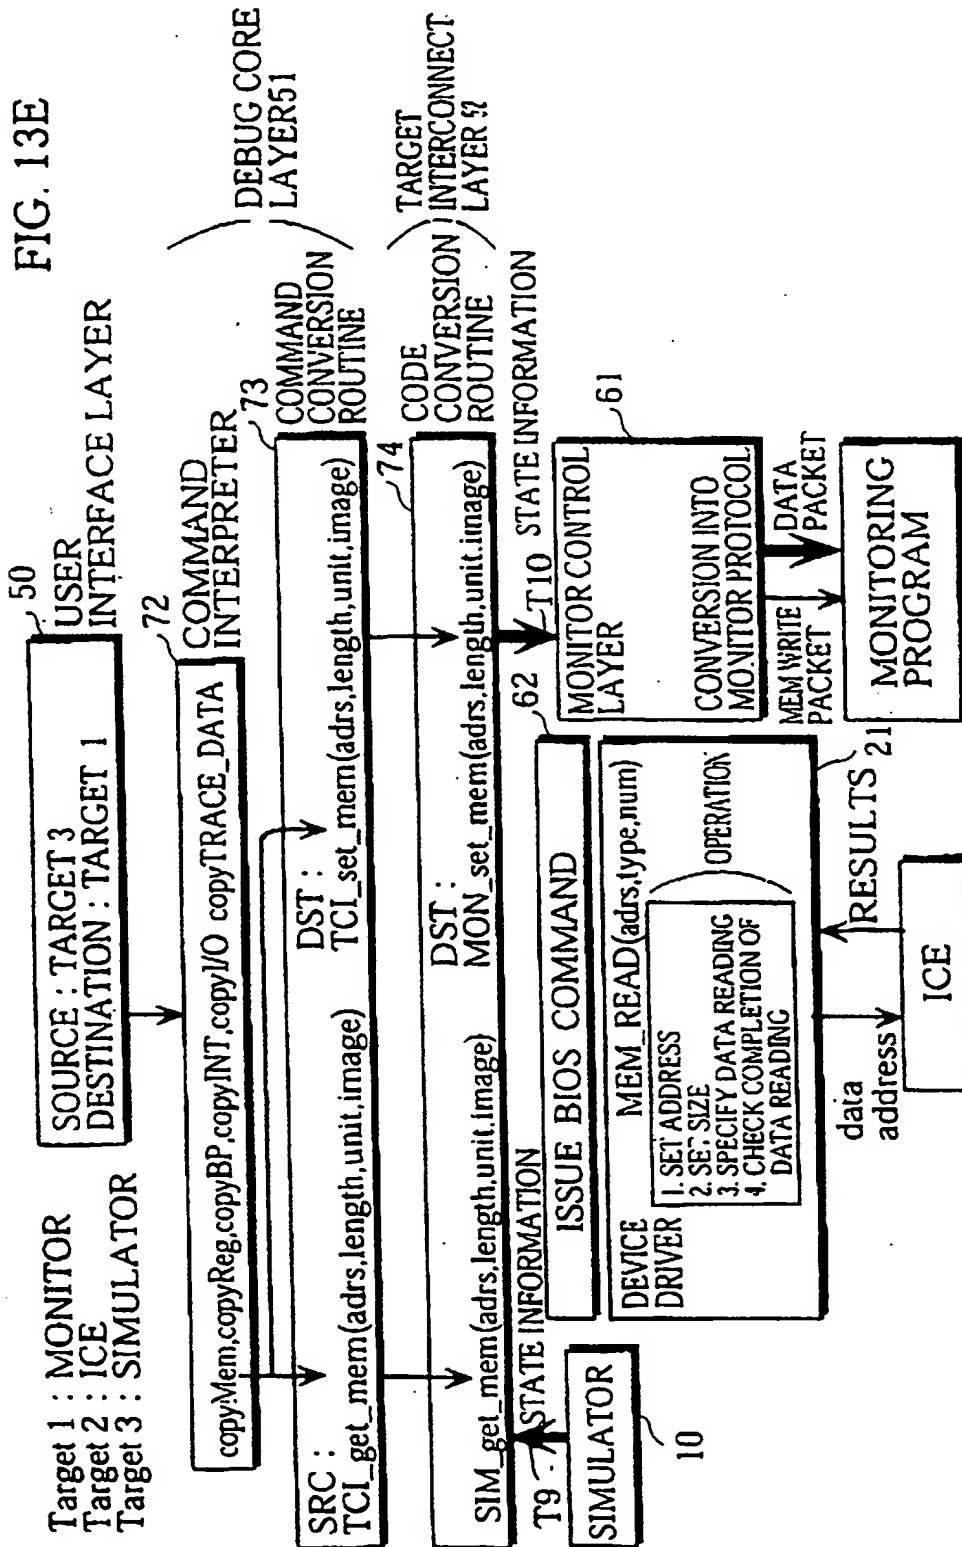 FIG. 13E
Target 1 : MONITOR
Target 2 : ICE
Target 3 : SIMULATOR
50
SOURCE : TARGET 3
DESTINATION : TARGET 1
USER
INTERFACE LAYER
72
COMMAND
INTERPRETER
copyMem,copyReg,copyBP,copyINT,copyI/O copyTRACE_DATA
73
COMMAND
CONVERSION
ROUTINE
DEBUG CORE
LAYER51
SRC :
TCI_get_mem(adrs,length,unit,image)
DST :
TCI_set_mem(adrs,length,unit,image)
74
CODE
CONVERSION
ROUTINE
TARGET
INTERCONNECT
LAYER 52
SIM_get_mem(adrs,length,unit.image)
DST :
MON_set_mem(adrs,length,unit.image)
T9
STATE INFORMATION
SIMULATOR
10
62
ISSUE BIOS COMMAND
DEVICE
DRIVER
MEM_READ(adrs,type,num)
1. SET ADDRESS
2. SET SIZE
3. SPECIFY DATA READING
4. CHECK COMPLETION OF
DATA READING
OPERATION
21
data
address
RESULTS
ICE
T10
STATE INFORMATION
61
MONITOR CONTROL
LAYER
CONVERSION INTO
MONITOR PROTOCOL
MEM WRITE
PACKET
DATA
PACKET
MONITORING
PROGRAM